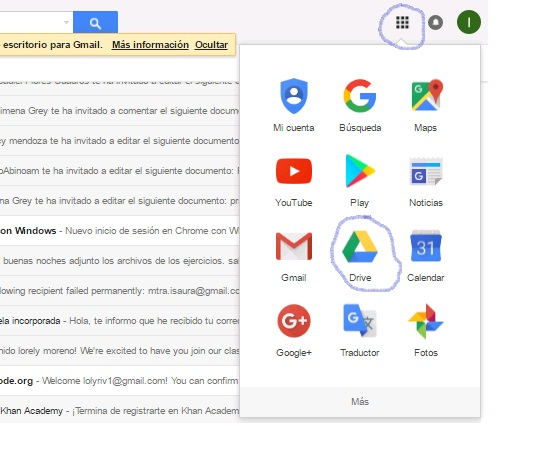 I
escritorio para Gmail. Más información Ocultar
te ha invitado a editar el siguiente
imena Grey te ha invitado a comentar el siguiente docume
ey mendoza te ha invitado a editar el siguiente documento
oAbinoam te ha invitado a editar el siguiente documento:
na Grey te ha invitado a editar el siguiente documento: pr
on Windows - Nuevo inicio de sesión en Chrome con W
buenas noches adjunto los archivos de los ejercicios. sal
owing recipient failed permanently: mtra.isaura@gmail.co
ela incorporada - Hola, te informo que he recibido tu corre
nido lorely moreno! We're excited to have you join our clas
ode.org - Welcome lolyriv1@gmail.com! You can confirm
Khan Academy - ¡Termina de registrarte en Khan Academy
Mi cuenta Búsqueda Maps
YouTube Play Noticias
31
Gmail Drive Calendar
Google+ Traductor Fotos
Más